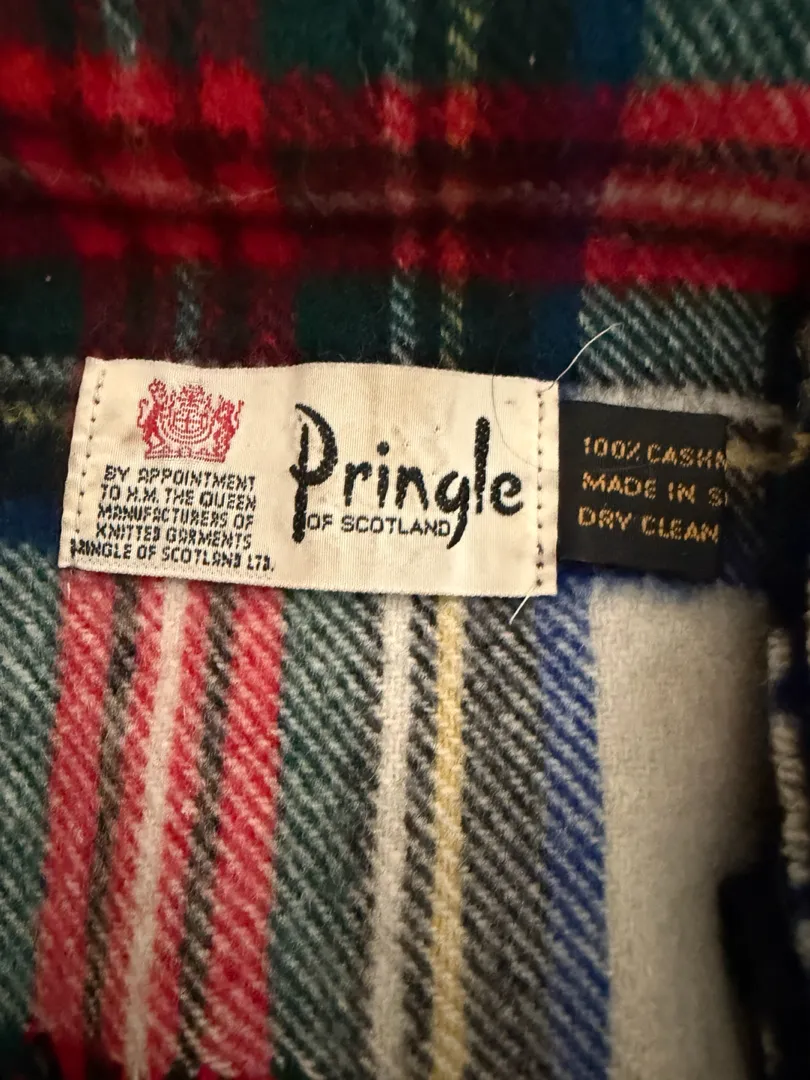 BY APPOINTMENT
TO H.M. THE QUEEN
MANUFACTURERS OF
KNITTED GARMENTS
PRINGLE OF SCOTLAND LTD.
Pringle
OF SCOTLAND
100% CASHM
MADE IN S
DRY CLEAN